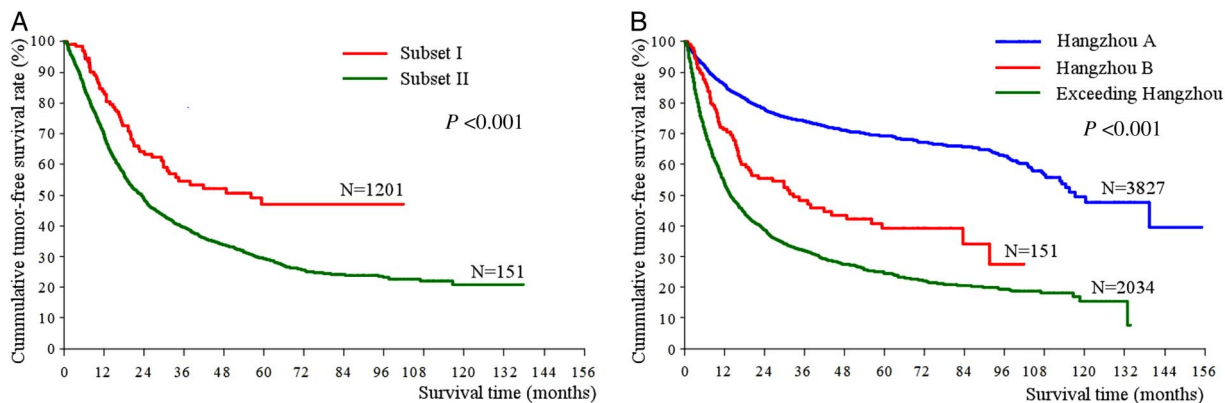 A
Cummulative tumor-free survival rate (%)
100
90
80
70
60
50
40
30
20
10
0
Subset I
Subset II
P <0.001
N=1201
N=151
0 12 24 36 48 60 72 84 96 108 120 132 144 156
Survival time (months)
B
Cummulative tumor-free survival rate (%)
100
90
80
70
60
50
40
30
20
10
0
Hangzhou A
Hangzhou B
Exceeding Hangzhou
P <0.001
N=3827
N=151
N=2034
0 12 24 36 48 60 72 84 96 108 120 132 144 156
Survival time (months)